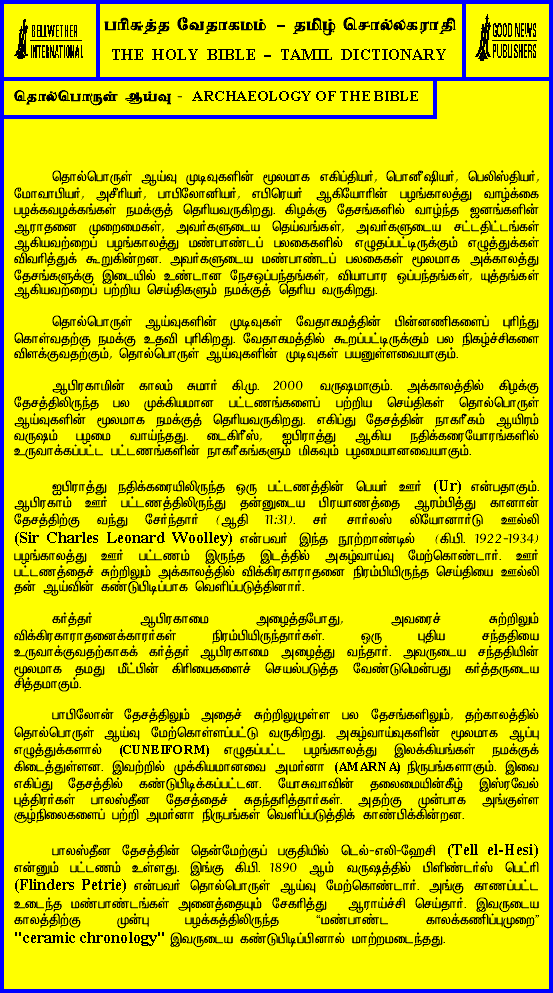 BELLWETHER
INTERNATIONAL
பரிசுத்த வேதாகமம் – தமிழ் சொல்லகராதி
THE HOLY BIBLE – TAMIL DICTIONARY
GOOD NEWS
PUBLISHERS
தொல்பொருள் ஆய்வு - ARCHAEOLOGY OF THE BIBLE
தொல்பொருள் ஆய்வு முடிவுகளின் மூலமாக எகிப்தியர், பொனீஷியர், பெலிஸ்தியர்,
மோவாபியர், அசீரியர், பாபிலோனியர், எபிரெயர் ஆகியோரின் பழங்காலத்து வாழ்க்கை
பழக்கவழக்கங்கள் நமக்குத் தெரியவருகிறது. கிழக்கு தேசங்களில் வாழ்ந்த ஜனங்களின்
ஆராதனை முறைமைகள், அவர்களுடைய தெய்வங்கள், அவர்களுடைய சட்டதிட்டங்கள்
ஆகியவற்றைப் பழங்காலத்து மண்பாண்டப் பலகைகளில் எழுதப்பட்டிருக்கும் எழுத்துக்கள்
விவரித்துக் கூறுகின்றன. அவர்களுடைய மண்பாண்டப் பலகைகள் மூலமாக அக்காலத்து
தேசங்களுக்கு இடையில் உண்டான நேசஒப்பந்தங்கள், வியாபார ஒப்பந்தங்கள், யுத்தங்கள்
ஆகியவற்றைப் பற்றிய செய்திகளும் நமக்குத் தெரிய வருகிறது.
தொல்பொருள் ஆய்வுகளின் முடிவுகள் வேதாகமத்தின் பின்னணிகளைப் புரிந்து
கொள்வதற்கு நமக்கு உதவி புரிகிறது. வேதாகமத்தில் கூறப்பட்டிருக்கும் பல நிகழ்ச்சிகளை
விளக்குவதற்கும், தொல்பொருள் ஆய்வுகளின் முடிவுகள் பயனுள்ளவையாகும்.
ஆபிரகாமின் காலம் சுமார் கி.மு. 2000 வருஷமாகும். அக்காலத்தில் கிழக்கு
தேசத்திலிருந்த பல முக்கியமான பட்டணங்களைப் பற்றிய செய்திகள் தொல்பொருள்
ஆய்வுகளின் மூலமாக நமக்குத் தெரியவருகிறது. எகிப்து தேசத்தின் நாகரீகம் ஆயிரம்
வருஷம் பழமை வாய்ந்தது. டைகிரீஸ், ஐபிராத்து ஆகிய நதிக்கரையோரங்களில்
உருவாக்கப்பட்ட பட்டணங்களின் நாகரீகங்களும் மிகவும் பழமையானவையாகும்.
ஐபிராத்து நதிக்கரையிலிருந்த ஒரு பட்டணத்தின் பெயர் ஊர் (Ur) என்பதாகும்.
ஆபிரகாம் ஊர் பட்டணத்திலிருந்து தன்னுடைய பிரயாணத்தை ஆரம்பித்து கானான்
தேசத்திற்கு வந்து சேர்ந்தார் (ஆதி 11:31). சர் சார்லஸ் லியோனார்டு ஊல்லி
(Sir Charles Leonard Woolley) என்பவர் இந்த நூற்றாண்டில் (கி.பி. 1922-1934)
பழங்காலத்து ஊர் பட்டணம் இருந்த இடத்தில் அகழ்வாய்வு மேற்கொண்டார். ஊர்
பட்டணத்தைச் சுற்றிலும் அக்காலத்தில் விக்கிரகாராதனை நிரம்பியிருந்த செய்தியை ஊல்லி
தன் ஆய்வின் கண்டுபிடிப்பாக வெளிப்படுத்தினார்.
கர்த்தர் ஆபிரகாமை அழைத்தபோது, அவரைச் சுற்றிலும்
விக்கிரகாராதனைக்காரர்கள் நிரம்பியிருந்தார்கள். ஒரு புதிய சந்ததியை
உருவாக்குவதற்காகக் கர்த்தர் ஆபிரகாமை அழைத்து வந்தார். அவருடைய சந்ததியின்
மூலமாக தமது மீட்பின் கிரியைகளைச் செயல்படுத்த வேண்டுமென்பது கர்த்தருடைய
சித்தமாகும்.
பாபிலோன் தேசத்திலும் அதைச் சுற்றிலுமுள்ள பல தேசங்களிலும், தற்காலத்தில்
தொல்பொருள் ஆய்வு மேற்கொள்ளப்பட்டு வருகிறது. அகழ்வாய்வுகளின் மூலமாக ஆப்பு
எழுத்துக்களால் (CUNEIFORM) எழுதப்பட்ட பழங்காலத்து இலக்கியங்கள் நமக்குக்
கிடைத்துள்ளன. இவற்றில் முக்கியமானவை அமர்னா (AMARNA) நிருபங்களாகும். இவை
எகிப்து தேசத்தில் கண்டுபிடிக்கப்பட்டன. யோசுவாவின் தலைமையின்கீழ் இஸ்ரவேல்
புத்திரர்கள் பாலஸ்தீன தேசத்தைச் சுதந்தரித்தார்கள். அதற்கு முன்பாக அங்குள்ள
சூழ்நிலைகளைப் பற்றி அமர்னா நிருபங்கள் வெளிப்படுத்திக் காண்பிக்கின்றன.
பாலஸ்தீன தேசத்தின் தென்மேற்குப் பகுதியில் டெல்-எலி-ஹேசி (Tell el-Hesi)
என்னும் பட்டணம் உள்ளது. இங்கு கி.பி. 1890 ஆம் வருஷத்தில் பிளிண்டர்ஸ் பெட்ரி
(Flinders Petrie) என்பவர் தொல்பொருள் ஆய்வு மேற்கொண்டார். அங்கு காணப்பட்ட
உடைந்த மண்பாண்டங்கள் அனைத்தையும் சேகரித்து ஆராய்ச்சி செய்தார். இவருடைய
காலத்திற்கு முன்பு பழக்கத்திலிருந்த “மண்பாண்ட காலக்கணிப்புமுறை”
"ceramic chronology" இவருடைய கண்டுபிடிப்பினால் மாற்றமடைந்தது.